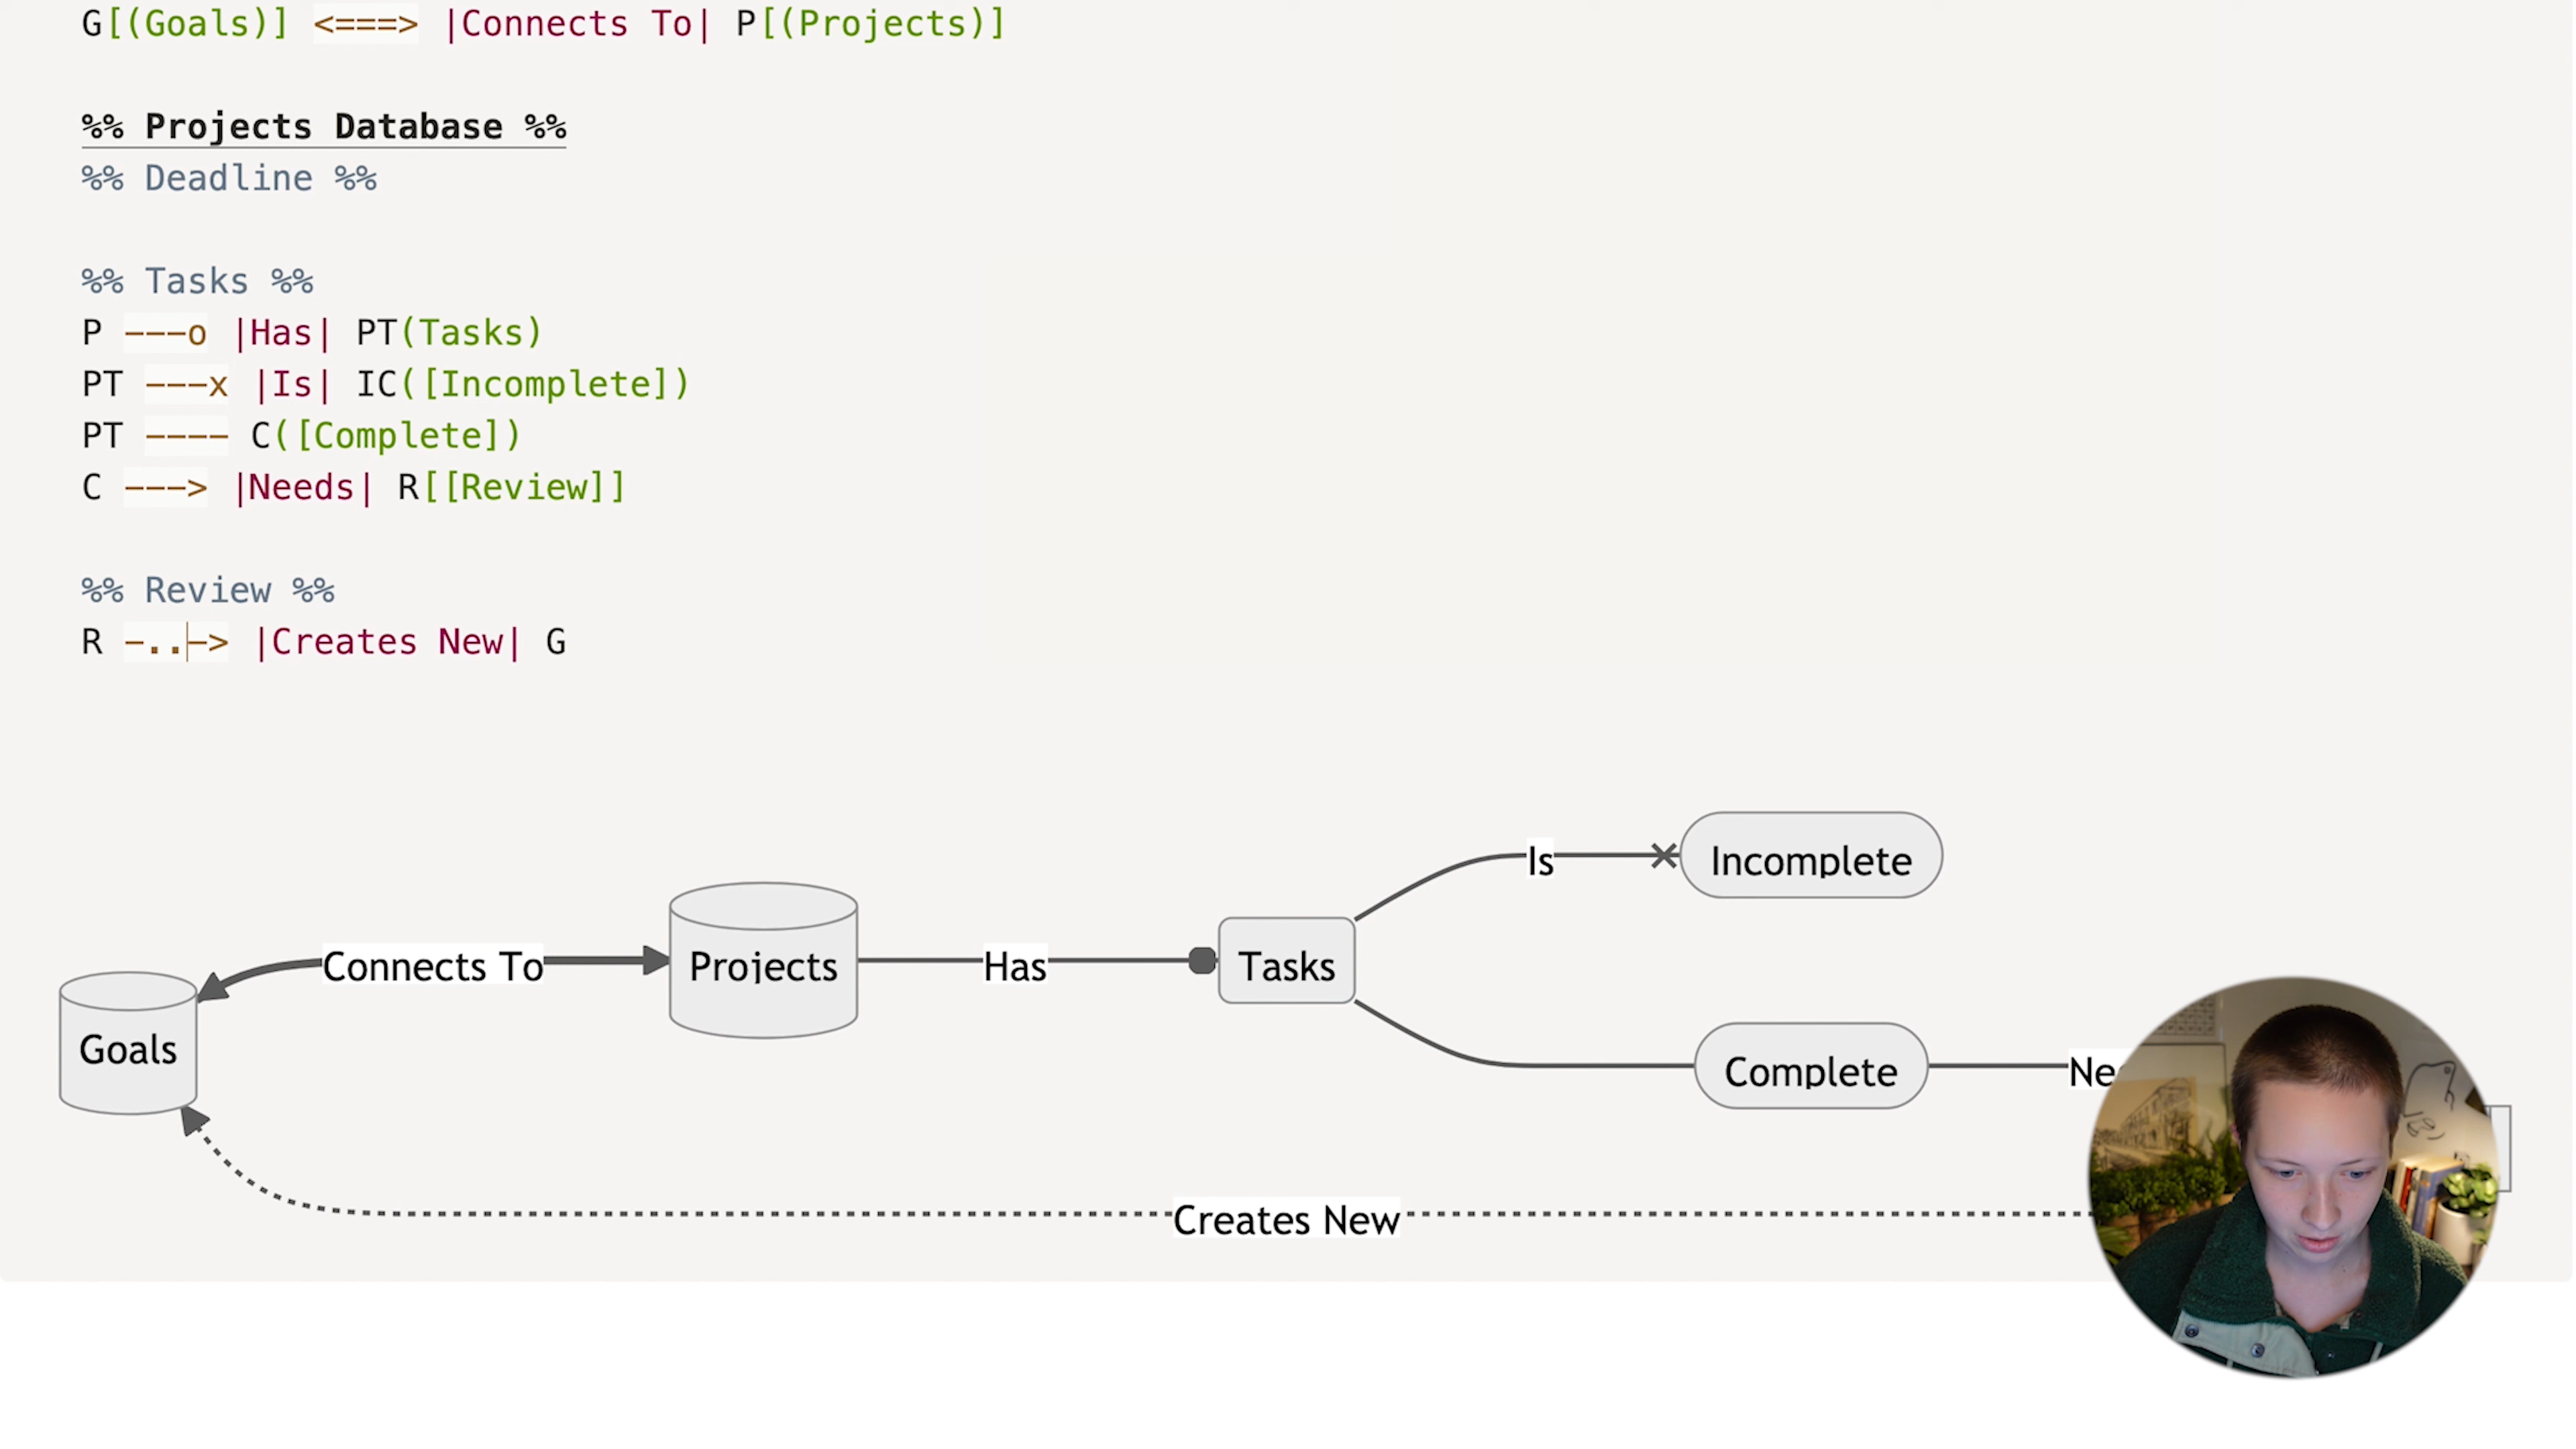 G[(Goals)] <===> |Connects To| P[(Projects)]
%% Projects Database %%
%% Deadline %%
%% Tasks %%
P ---o |Has| PT(Tasks)
PT ---x |Is| IC([Incomplete])
PT ---- C([Complete])
C ---> |Needs| R[[Review]]
%% Review %%
R -..-> |Creates New| G
Is
Incomplete
Connects To
Projects
Has
Tasks
Goals
Complete
Creates New